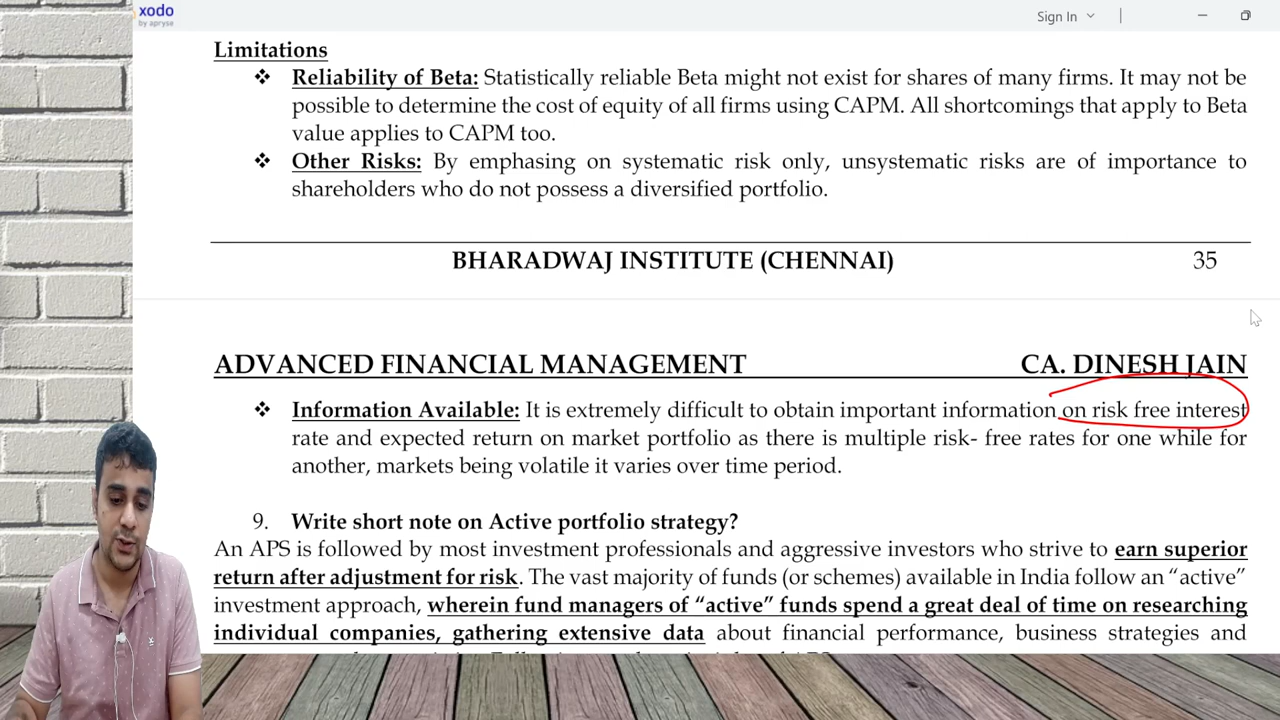 xodo
by apryse
Sign In
Limitations
❖ Reliability of Beta: Statistically reliable Beta might not exist for shares of many firms. It may not be
possible to determine the cost of equity of all firms using CAPM. All shortcomings that apply to Beta
value applies to CAPM too.
❖ Other Risks: By emphasing on systematic risk only, unsystematic risks are of importance to
shareholders who do not possess a diversified portfolio.
BHARADWAJ INSTITUTE (CHENNAI) 35
ADVANCED FINANCIAL MANAGEMENT CA. DINESH JAIN
❖ Information Available: It is extremely difficult to obtain important information on risk free interest
rate and expected return on market portfolio as there is multiple risk- free rates for one while for
another, markets being volatile it varies over time period.
9. Write short note on Active portfolio strategy?
An APS is followed by most investment professionals and aggressive investors who strive to earn superior
return after adjustment for risk. The vast majority of funds (or schemes) available in India follow an “active”
investment approach, wherein fund managers of “active” funds spend a great deal of time on researching
individual companies, gathering extensive data about financial performance, business strategies and